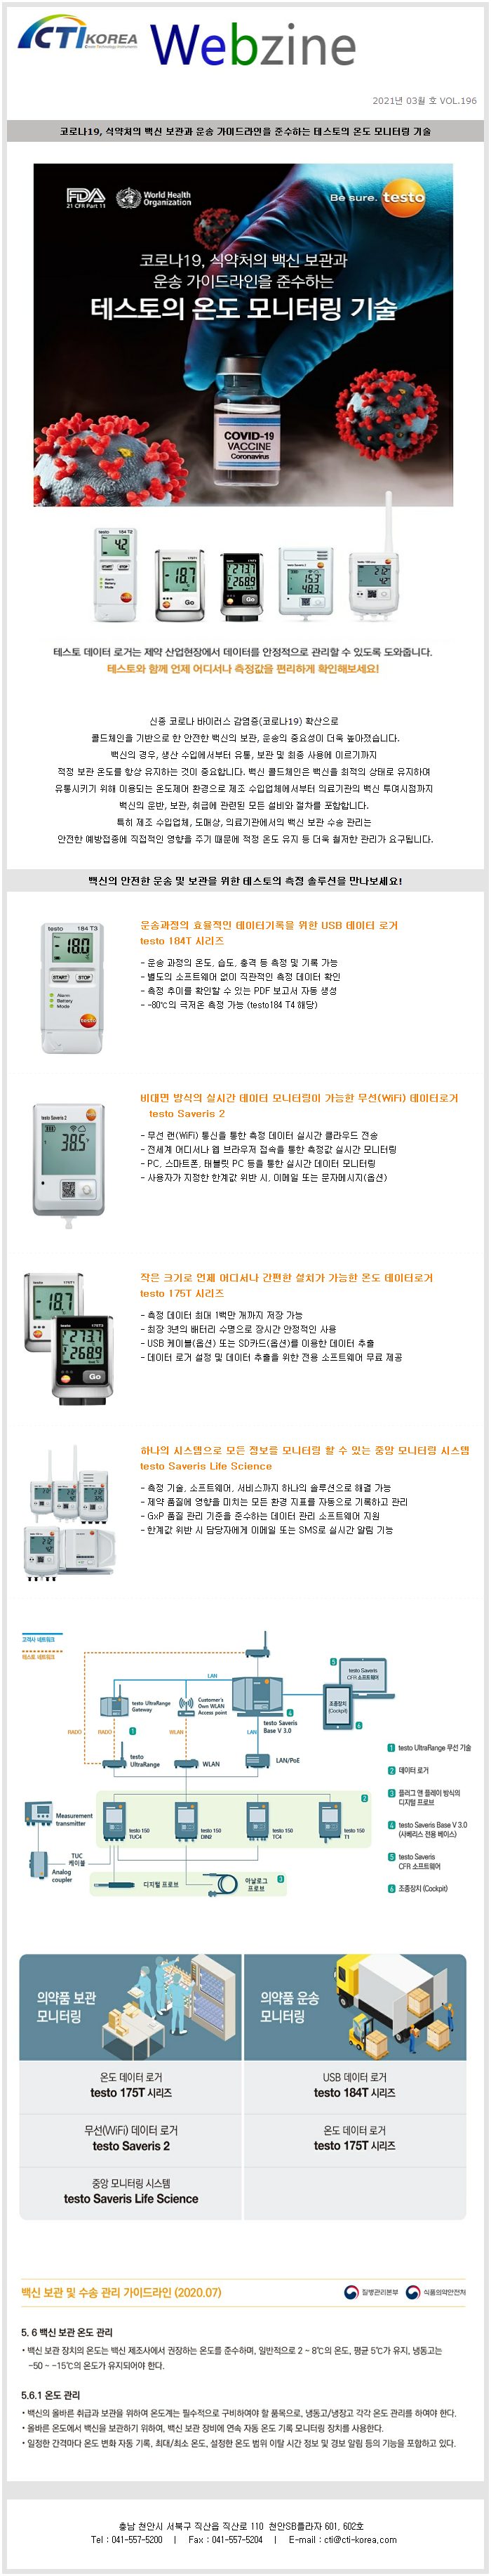 CTI KOREA
Webzine
2021년 03월 호 VOL.196
코로나19, 식약처의 백신 보관과 운송 가이드라인을 준수하는 테스토의 온도 모니터링 기술
FDA
21 CFR Part 11
World Health
Organization
Be sure. testo
코로나19, 식약처의 백신 보관과
운송 가이드라인을 준수하는
테스토의 온도 모니터링 기술
COVID-19
VACCINE
Coronavirus
테스토 데이터 로거는 제약 산업현장에서 데이터를 안정적으로 관리할 수 있도록 도와줍니다.
테스토와 함께 언제 어디서나 측정값을 편리하게 확인해보세요!
신종 코로나 바이러스 감염증(코로나19) 확산으로
콜드체인을 기반으로 한 안전한 백신의 보관, 운송의 중요성이 더욱 높아졌습니다.
백신의 경우, 생산 수입에서부터 유통, 보관 및 최종 사용에 이르기까지
적정 보관 온도를 항상 유지하는 것이 중요합니다. 백신 콜드체인은 백신을 최적의 상태로 유지하여
유통시키기 위해 이용되는 온도제어 환경으로 제조 수입업체에서부터 의료기관의 백신 투여시점까지
백신의 운반, 보관, 취급에 관련된 모든 설비와 절차를 포함합니다.
특히 제조 수입업체, 도매상, 의료기관에서의 백신 보관 수송 관리는
안전한 예방접종에 직접적인 영향을 주기 때문에 적정 온도 유지 등 더욱 철저한 관리가 요구됩니다.
백신의 안전한 운송 및 보관을 위한 테스토의 측정 솔루션을 만나보세요!
운송과정의 효율적인 데이터기록을 위한 USB 데이터 로거
testo 184T 시리즈
- 운송 과정의 온도, 습도, 충격 등 측정 및 기록 가능
- 별도의 소프트웨어 없이 직관적인 측정 데이터 확인
- 측정 추이를 확인할 수 있는 PDF 보고서 자동 생성
- -80℃의 극저온 측정 가능 (testo184 T4 해당)
비대면 방식의 실시간 데이터 모니터링이 가능한 무선(WiFi) 데이터로거
testo Saveris 2
- 무선 랜(WiFi) 통신을 통한 측정 데이터 실시간 클라우드 전송
- 전세계 어디서나 웹 브라우저 접속을 통한 측정값 실시간 모니터링
- PC, 스마트폰, 태블릿 PC 등을 통한 실시간 데이터 모니터링
- 사용자가 지정한 한계값 위반 시, 이메일 또는 문자메시지(옵션)
작은 크기로 언제 어디서나 간편한 설치가 가능한 온도 데이터로거
testo 175T 시리즈
- 측정 데이터 최대 1백만 개까지 저장 가능
- 최장 3년의 배터리 수명으로 장시간 안정적인 사용
- USB 케이블(옵션) 또는 SD카드(옵션)를 이용한 데이터 추출
- 데이터 로거 설정 및 데이터 추출을 위한 전용 소프트웨어 무료 제공
하나의 시스템으로 모든 정보를 모니터링 할 수 있는 중앙 모니터링 시스템
testo Saveris Life Science
- 측정 기술, 소프트웨어, 서비스까지 하나의 솔루션으로 해결 가능
- 제약 품질에 영향을 미치는 모든 환경 지표를 자동으로 기록하고 관리
- GxP 품질 관리 기준을 준수하는 데이터 관리 소프트웨어 지원
- 한계값 위반 시 담당자에게 이메일 또는 SMS로 실시간 알림 기능
고객사 네트워크
테스토 네트워크
LAN
testo Saveris
CFR 소프트웨어
testo UltraRange
Gateway
Customer's
Own WLAN
Access point
조종장치
(Cockpit)
testo Saveris
Base V 3.0
RADIO
RADIO
WLAN
LAN
testo
UltraRange
WLAN
LAN/PoE
Measurement
transmitter
testo 150
TUC4
testo 150
DIN2
testo 150
TC4
testo 150
T1
TUC
케이블
Analog
coupler
디지털 프로브
아날로그
프로브
1 testo UltraRange 무선 기술
2 데이터 로거
3 플러그 앤 플레이 방식의
디지털 프로브
4 testo Saveris Base V 3.0
(사베리스 전용 베이스)
5 testo Saveris
CFR 소프트웨어
6 조종장치 (Cockpit)
의약품 보관
모니터링
의약품 운송
모니터링
온도 데이터 로거
testo 175T 시리즈
USB 데이터 로거
testo 184T 시리즈
무선(WiFi) 데이터 로거
testo Saveris 2
온도 데이터 로거
testo 175T 시리즈
중앙 모니터링 시스템
testo Saveris Life Science
백신 보관 및 수송 관리 가이드라인 (2020.07)
질병관리본부
식품의약안전처
5. 6 백신 보관 온도 관리
• 백신 보관 장치의 온도는 백신 제조사에서 권장하는 온도를 준수하며, 일반적으로 2 ~ 8℃의 온도, 평균 5℃가 유지, 냉동고는
-50 ~ -15℃의 온도가 유지되어야 한다.
5.6.1 온도 관리
• 백신의 올바른 취급과 보관을 위하여 온도계는 필수적으로 구비하여야 할 품목으로, 냉동고/냉장고 각각 온도 관리를 하여야 한다.
• 올바른 온도에서 백신을 보관하기 위하여, 백신 보관 장비에 연속 자동 온도 기록 모니터링 장치를 사용한다.
• 일정한 간격마다 온도 변화 자동 기록, 최대/최소 온도, 설정한 온도 범위 이탈 시간 정보 및 경보 알림 등의 기능을 포함하고 있다.
충남 천안시 서북구 직산읍 직산로 110 천안SB플라자 601, 602호
Tel : 041-557-5200 | Fax : 041-557-5204 | E-mail : cti@cti-korea.com